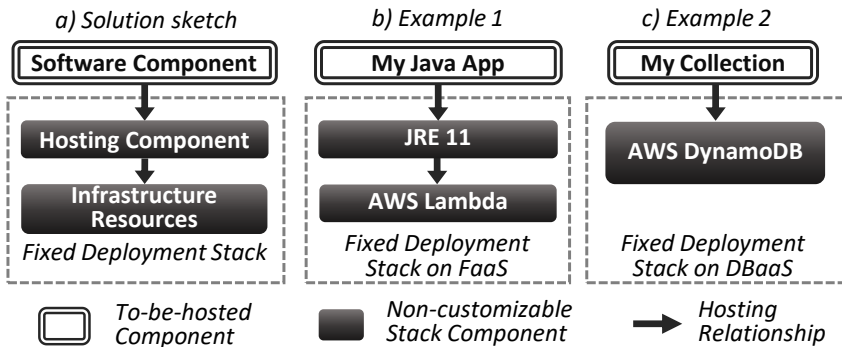 a) Solution sketch
Software Component
Hosting Component
Infrastructure
Resources
Fixed Deployment Stack
b) Example 1
My Java App
JRE 11
AWS Lambda
Fixed Deployment
Stack on FaaS
c) Example 2
My Collection
AWS DynamoDB
Fixed Deployment
Stack on DBaaS
To-be-hosted
Component
Non-customizable
Stack Component
Hosting
Relationship